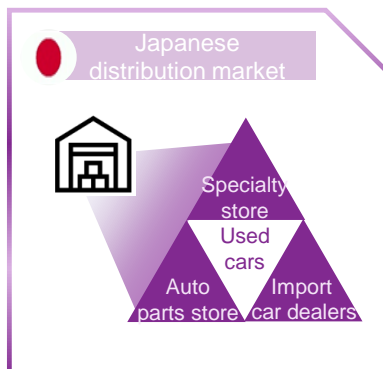 Japanese
distribution market
Specialty
store
Used
cars
Auto
parts store
Import
car dealers